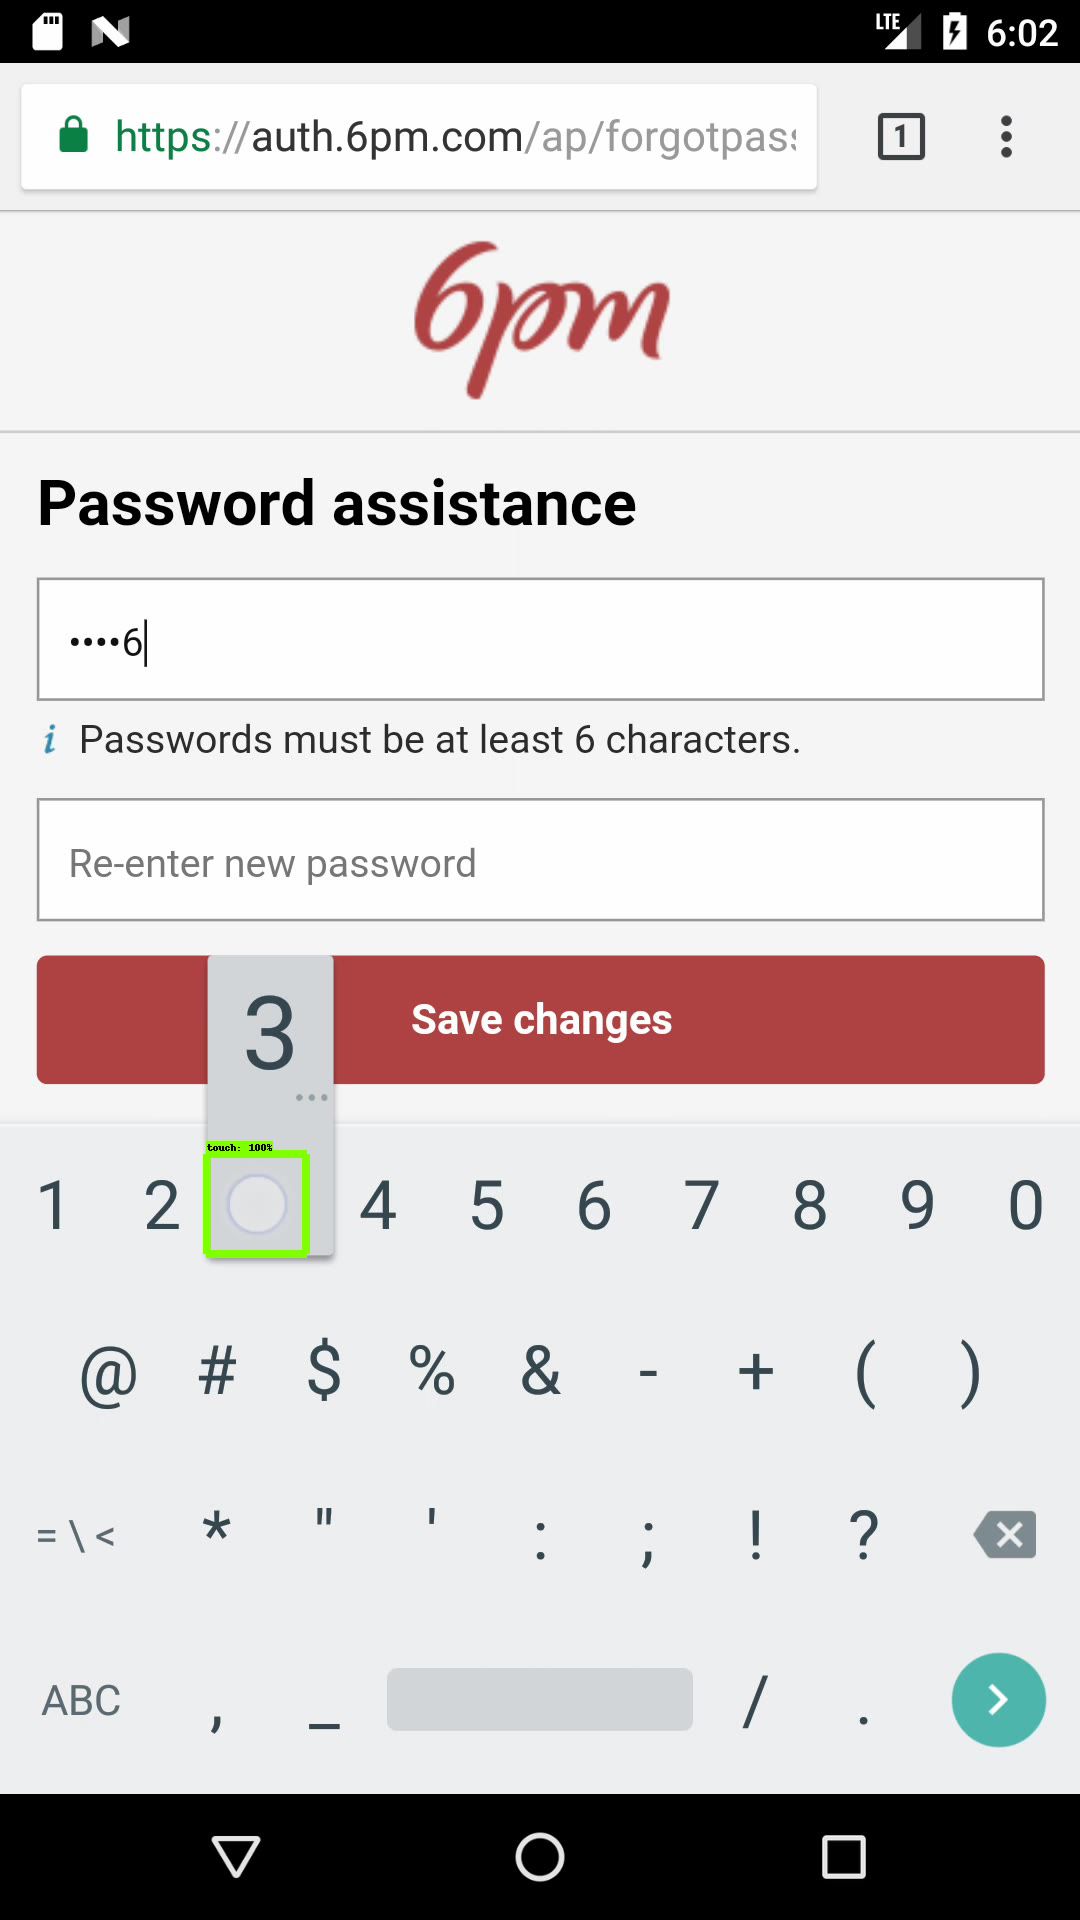 LTE 6:02
https://auth.6pm.com/ap/forgotpass 1
6pm
Password assistance
••••6
i Passwords must be at least 6 characters.
Re-enter new password
Save changes
3
...
touch: 100%
1 2 4 5 6 7 8 9 0
@ # $ % & - + ( )
= \ < * " ' : ; ! ?
ABC , _ / .